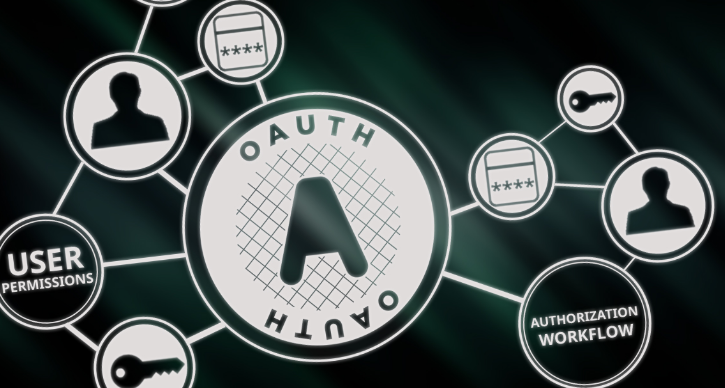 ****
OAUTH
A
OAUTH
USER
PERMISSIONS
****
AUTHORIZATION
WORKFLOW